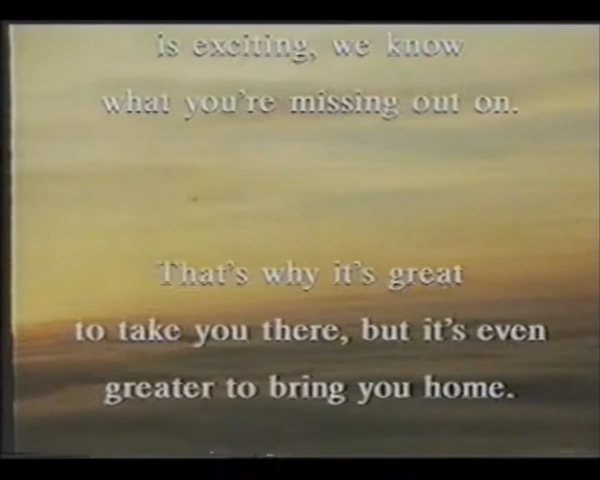 is exciting, we know
what you're missing out on.
That's why it's great
to take you there, but it's even
greater to bring you home.